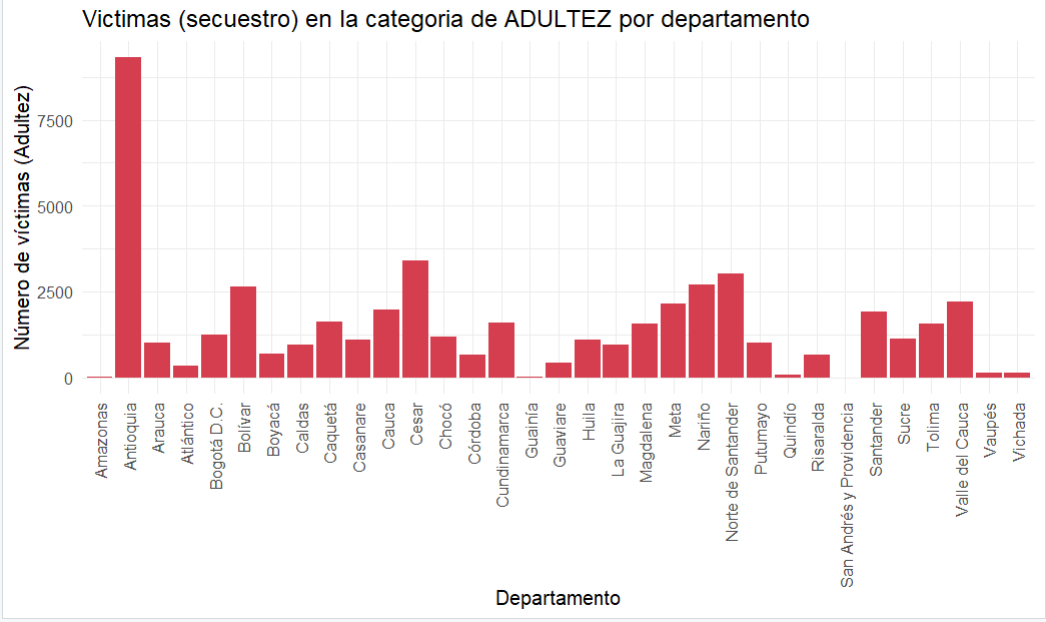 Victimas (secuestro) en la categoria de ADULTEZ por departamento
Número de víctimas (Adultez)
7500
5000
2500
0
Amazonas
Antioquia
Arauca
Atlántico
Bogotá D.C.
Bolívar
Boyacá
Caldas
Caquetá
Casanare
Cauca
Cesar
Chocó
Córdoba
Cundinamarca
Guainía
Guaviare
Huila
La Guajira
Magdalena
Meta
Nariño
Norte de Santander
Putumayo
Quindío
Risaralda
San Andrés y Providencia
Santander
Sucre
Tolima
Valle del Cauca
Vaupés
Vichada
Departamento